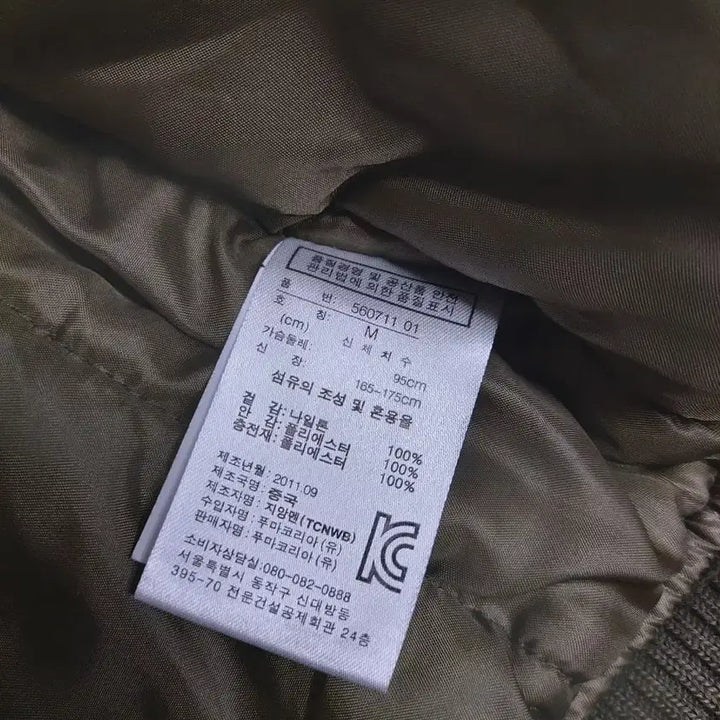 품질경영 및 공산품 안전
관리법에 의한 품질표시
품 번: 560711 01
호 칭: M
(cm) 신 체 치 수
가슴둘레: 95cm
신 장: 165-175cm
섬유의 조성 및 혼용율
겉 감: 나일론 100%
안 감: 폴리에스터 100%
충전재: 폴리에스터 100%
제조년월: 2011.09
제조국명: 중국
제조자명: 지앙멘(TCNWB)
수입자명: 푸마코리아 (유)
판매자명: 푸마코리아 (유)
소비자상담실: 080-082-0888
서울특별시 동작구 신대방동
395-70 전문건설공제회관 24층
KC